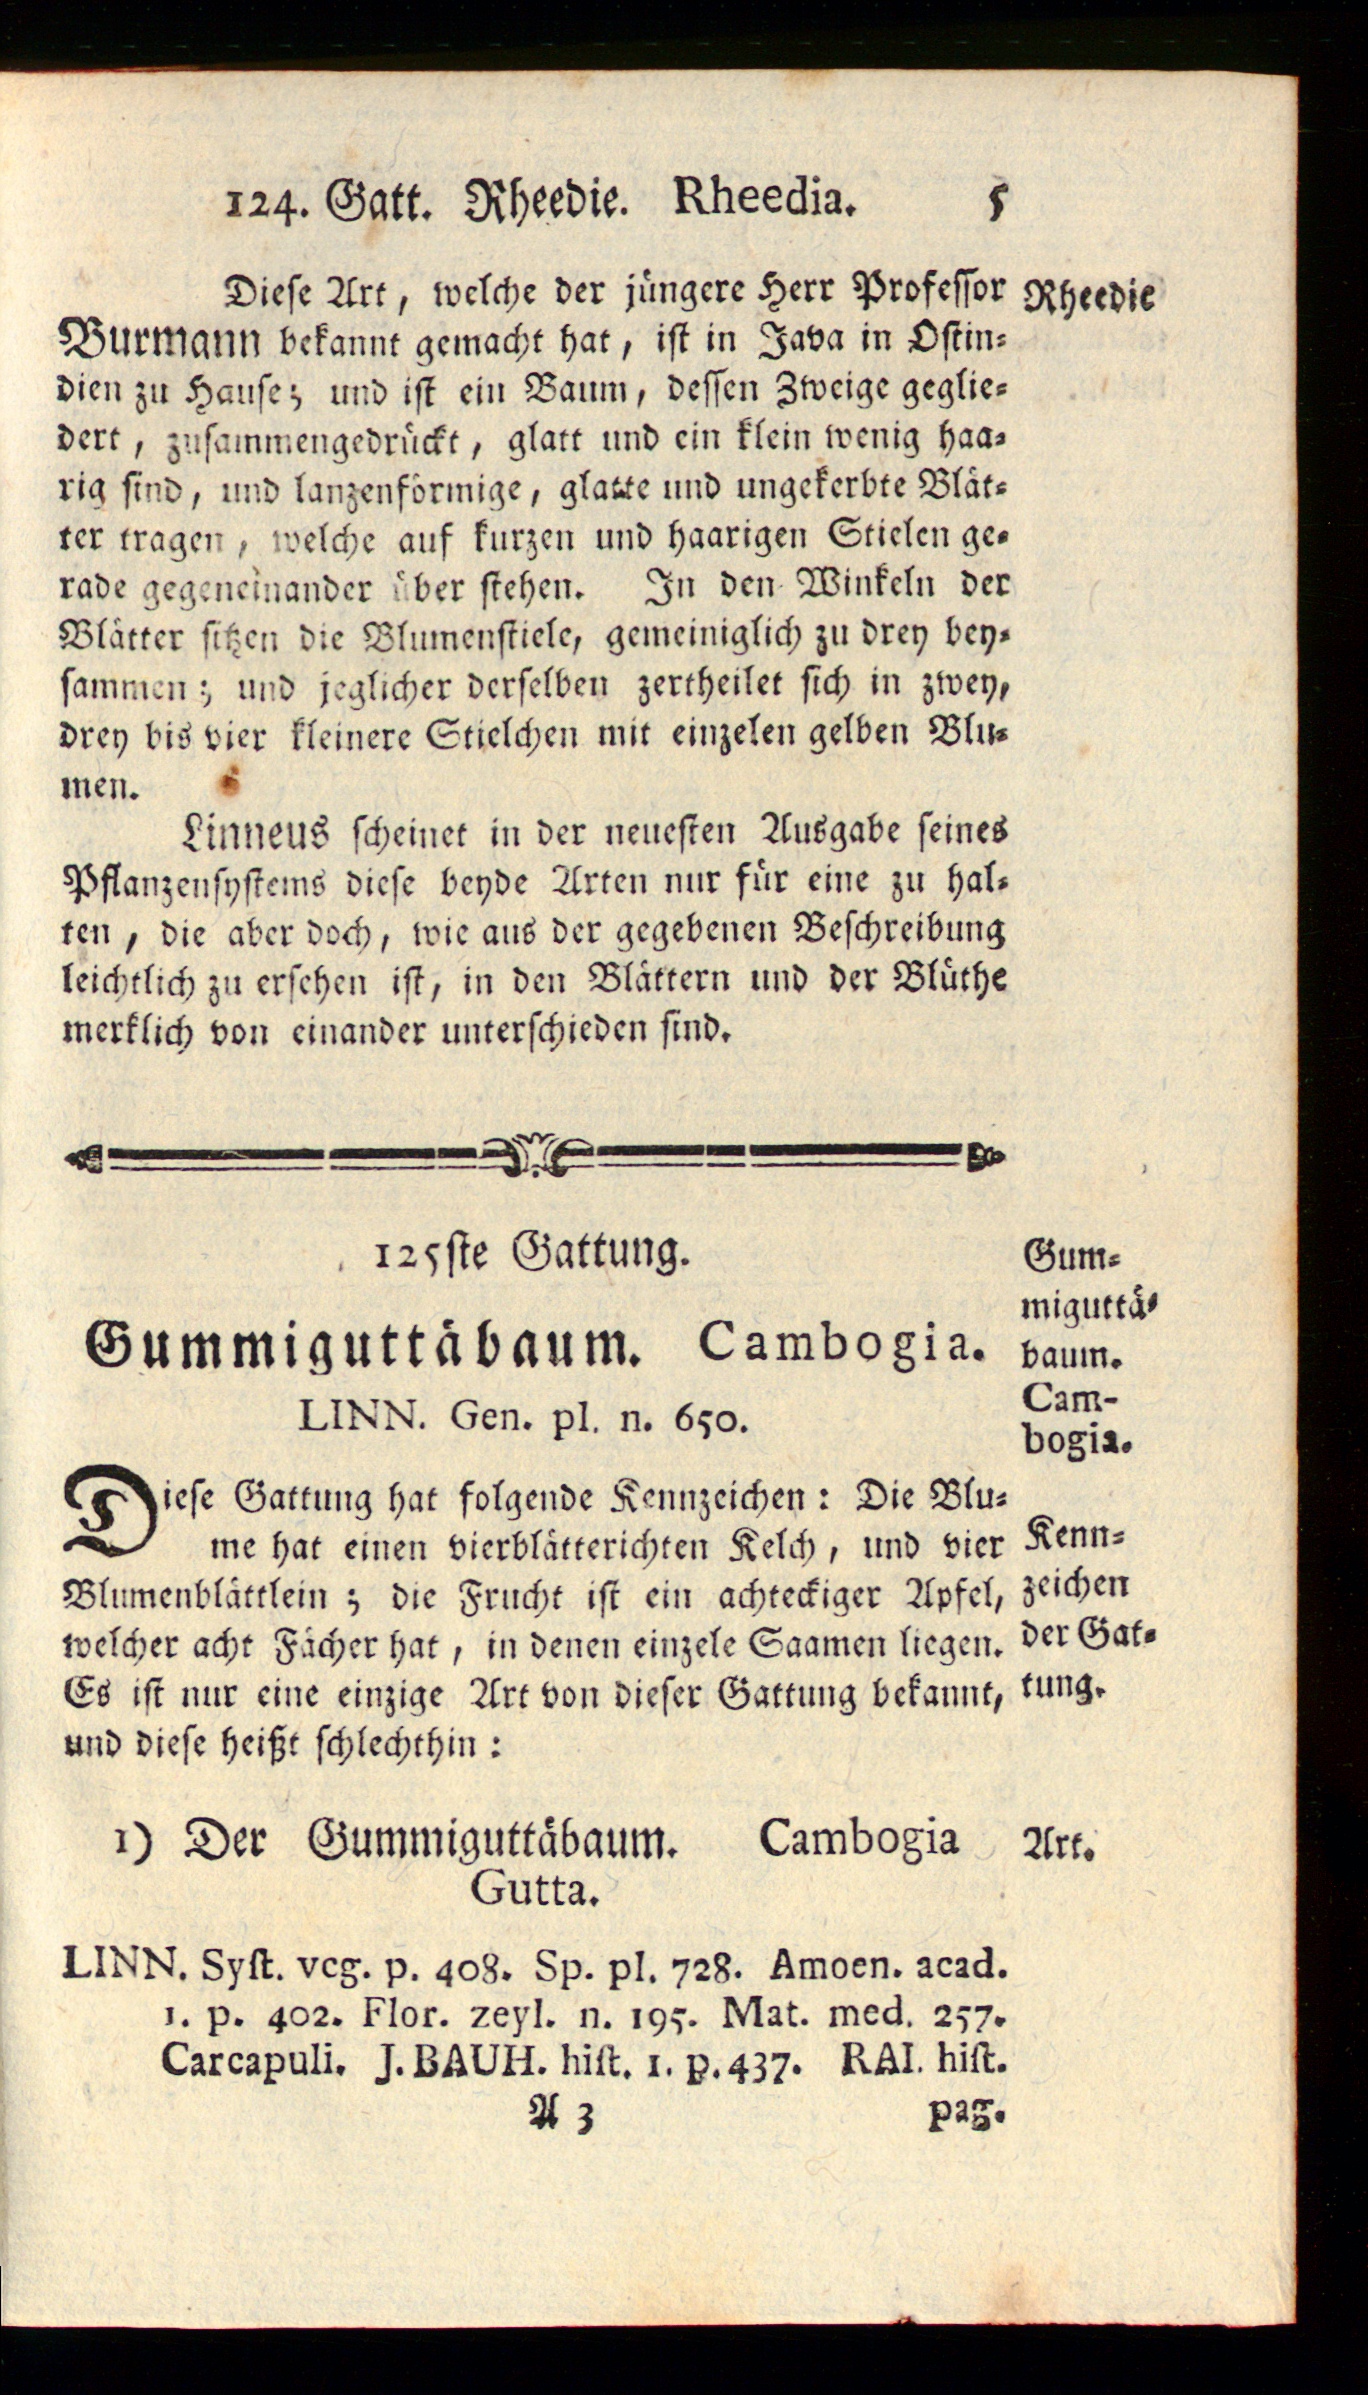 124. Gatt. Rheedie. Rheedia. 5
Diese Art, welche der jüngere Herr Professor
Rheedie
Burmann bekannt gemacht hat, ist in Java in Ostin-
dien zu Hause; und ist ein Baum, dessen Zweige geglie-
dert, zusammengedrückt, glatt und ein klein wenig haa-
rig sind, und lanzenförmige, glatte und ungekerbte Blät-
ter tragen, welche auf kurzen und haarigen Stielen ge-
rade gegeneinander über stehen. In den Winkeln der
Blätter sitzen die Blumenstiele, gemeiniglich zu drey bey-
sammen; und jeglicher derselben zertheilet sich in zwey,
drey bis vier kleinere Stielchen mit einzelen gelben Blu-
men.
Linneus scheinet in der neuesten Ausgabe seines
Pflanzensystems diese beyde Arten nur für eine zu hal-
ten, die aber doch, wie aus der gegebenen Beschreibung
leichtlich zu ersehen ist, in den Blättern und der Blüthe
merklich von einander unterschieden sind.
125ste Gattung.
Gummiguttäbaum. Cambogia.
LINN. Gen. pl. n. 650.
Gum-
miguttä-
baum.
Cam-
bogia.
Diese Gattung hat folgende Kennzeichen: Die Blu-
me hat einen vierblätterichten Kelch, und vier
Blumenblättlein; die Frucht ist ein achteckiger Apfel,
welcher acht Fächer hat, in denen einzele Saamen liegen.
Es ist nur eine einzige Art von dieser Gattung bekannt,
und diese heißt schlechthin:
Kenn-
zeichen
der Gat-
tung.
1) Der Gummiguttäbaum. Cambogia
Gutta.
Art.
LINN. Syſt. veg. p. 408. Sp. pl. 728. Amoen. acad.
1. p. 402. Flor. zeyl. n. 195. Mat. med. 257.
Carcapuli. J. BAUH. hiſt. 1. p. 437. RAI. hiſt.
A 3 pag.